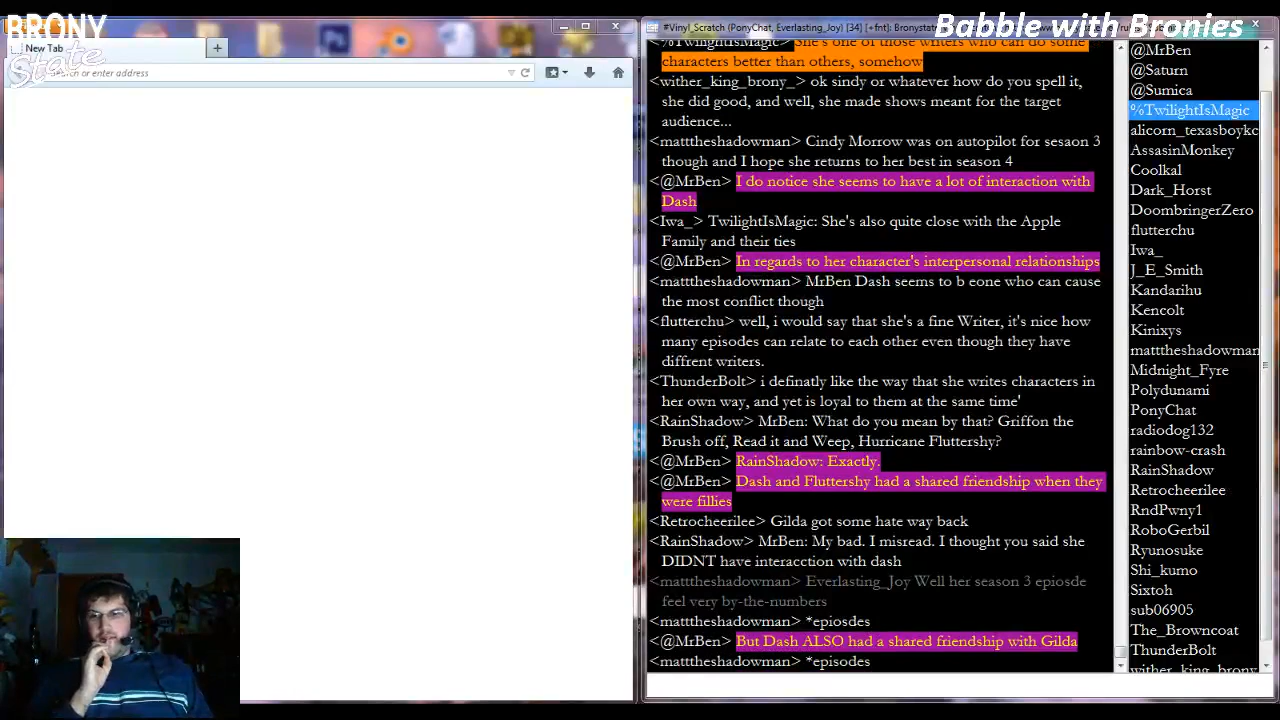 BRONY
State
New Tab
Search or enter address
#Vinyl_Scratch (PonyChat, Everlasting_Joy) [34] [+fnt]: Bronystate
Babble with Bronies
<%TwilightIsMagic> She's one of those writers who can do some
characters better than others, somehow
<wither_king_brony_> ok sindy or whatever how do you spell it,
she did good, and well, she made shows meant for the target
audience...
<matttheshadowman> Cindy Morrow was on autopilot for sesaon 3
though and I hope she returns to her best in season 4
<@MrBen> I do notice she seems to have a lot of interaction with
Dash
<Iwa_> TwilightIsMagic: She's also quite close with the Apple
Family and their ties
<@MrBen> In regards to her character's interpersonal relationships
<matttheshadowman> MrBen Dash seems to b eone who can cause
the most conflict though
<flutterchu> well, i would say that she's a fine Writer, it's nice how
many episodes can relate to each other even though they have
diffrent writers.
<ThunderBolt> i definatly like the way that she writes characters in
her own way, and yet is loyal to them at the same time'
<RainShadow> MrBen: What do you mean by that? Griffon the
Brush off, Read it and Weep, Hurricane Fluttershy?
<@MrBen> RainShadow: Exactly.
<@MrBen> Dash and Fluttershy had a shared friendship when they
were fillies
<Retrocheerilee> Gilda got some hate way back
<RainShadow> MrBen: My bad. I misread. I thought you said she
DIDNT have interacction with dash
<matttheshadowman> Everlasting_Joy Well her season 3 epiosde
feel very by-the-numbers
<matttheshadowman> *epiosdes
<@MrBen> But Dash ALSO had a shared friendship with Gilda
<matttheshadowman> *episodes
@MrBen
@Saturn
@Sumica
%TwilightIsMagic
alicorn_texasboykc
AssasinMonkey
Coolkal
Dark_Horst
DoombringerZero
flutterchu
Iwa_
J_E_Smith
Kandarihu
Kencolt
Kinixys
matttheshadowman
Midnight_Fyre
Polydunami
PonyChat
radiodog132
rainbow-crash
RainShadow
Retrocheerilee
RndPwny1
RoboGerbil
Ryunosuke
Shi_kumo
Sixtoh
sub06905
The_Browncoat
ThunderBolt
wither_king_brony